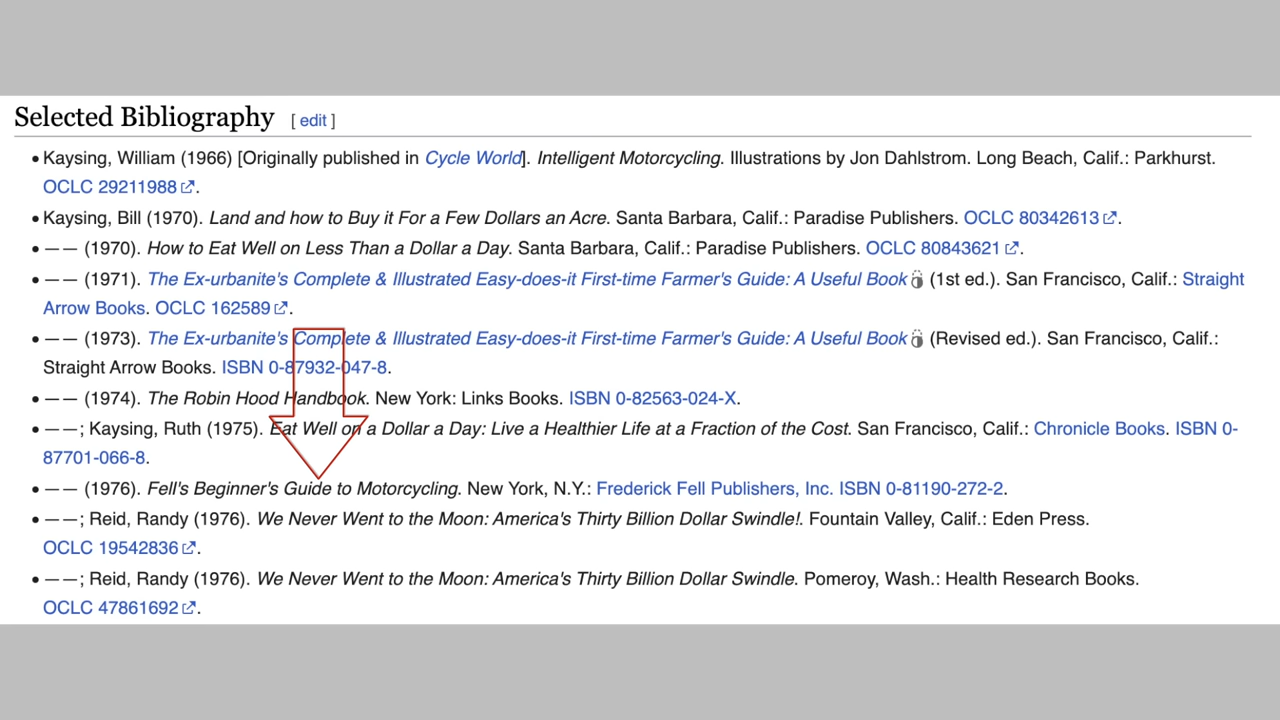 Selected Bibliography [ edit ]
• Kaysing, William (1966) [Originally published in Cycle World]. Intelligent Motorcycling. Illustrations by Jon Dahlstrom. Long Beach, Calif.: Parkhurst.
OCLC 29211988.
• Kaysing, Bill (1970). Land and how to Buy it For a Few Dollars an Acre. Santa Barbara, Calif.: Paradise Publishers. OCLC 80342613.
• —— (1970). How to Eat Well on Less Than a Dollar a Day. Santa Barbara, Calif.: Paradise Publishers. OCLC 80843621.
• —— (1971). The Ex-urbanite's Complete & Illustrated Easy-does-it First-time Farmer's Guide: A Useful Book (1st ed.). San Francisco, Calif.: Straight
Arrow Books. OCLC 162589.
• —— (1973). The Ex-urbanite's Complete & Illustrated Easy-does-it First-time Farmer's Guide: A Useful Book (Revised ed.). San Francisco, Calif.:
Straight Arrow Books. ISBN 0-87932-047-8.
• —— (1974). The Robin Hood Handbook. New York: Links Books. ISBN 0-82563-024-X.
• ——; Kaysing, Ruth (1975). Eat Well on a Dollar a Day: Live a Healthier Life at a Fraction of the Cost. San Francisco, Calif.: Chronicle Books. ISBN 0-
87701-066-8.
• —— (1976). Fell's Beginner's Guide to Motorcycling. New York, N.Y.: Frederick Fell Publishers, Inc. ISBN 0-81190-272-2.
• ——; Reid, Randy (1976). We Never Went to the Moon: America's Thirty Billion Dollar Swindle!. Fountain Valley, Calif.: Eden Press.
OCLC 19542836.
• ——; Reid, Randy (1976). We Never Went to the Moon: America's Thirty Billion Dollar Swindle. Pomeroy, Wash.: Health Research Books.
OCLC 47861692.